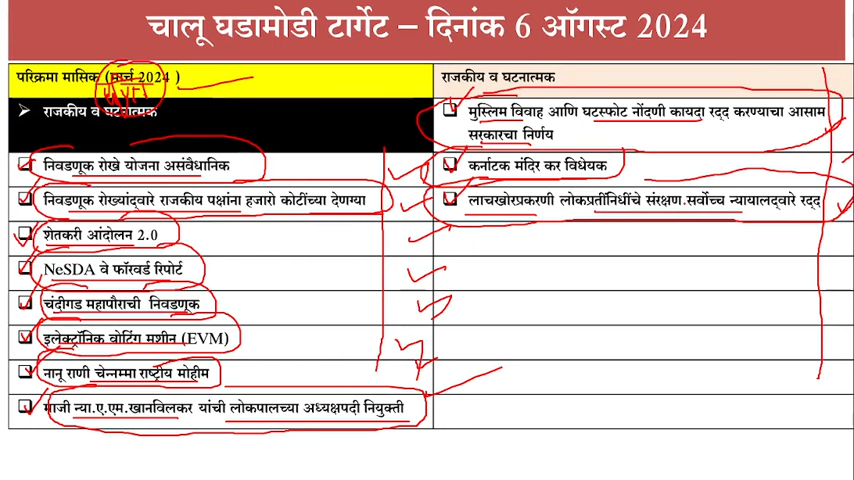 चालू घडामोडी टार्गेट – दिनांक 6 ऑगस्ट 2024
परिक्रमा मासिक (मार्च 2024 )
राजकीय व घटनात्मक
निवडणूक रोखे योजना असंवैधानिक
निवडणूक रोख्यांद्वारे राजकीय पक्षांना हजारो कोटींच्या देणग्या
शेतकरी आंदोलन 2.0
NeSDA वे फॉरवर्ड रिपोर्ट
चंदीगड महापौराची निवडणूक
इलेक्ट्रॉनिक वोटिंग मशीन (EVM)
नानू राणी चेन्नम्मा राष्ट्रीय मोहीम
माजी न्या.ए.एम.खानविलकर यांची लोकपालच्या अध्यक्षपदी नियुक्ती
राजकीय व घटनात्मक
मुस्लिम विवाह आणि घटस्फोट नोंदणी कायदा रद्द करण्याचा आसाम
सरकारचा निर्णय
कर्नाटक मंदिर कर विधेयक
लाचखोरप्रकरणी लोकप्रतींनिधींचे संरक्षण सर्वोच्च न्यायालद्वारे रद्द